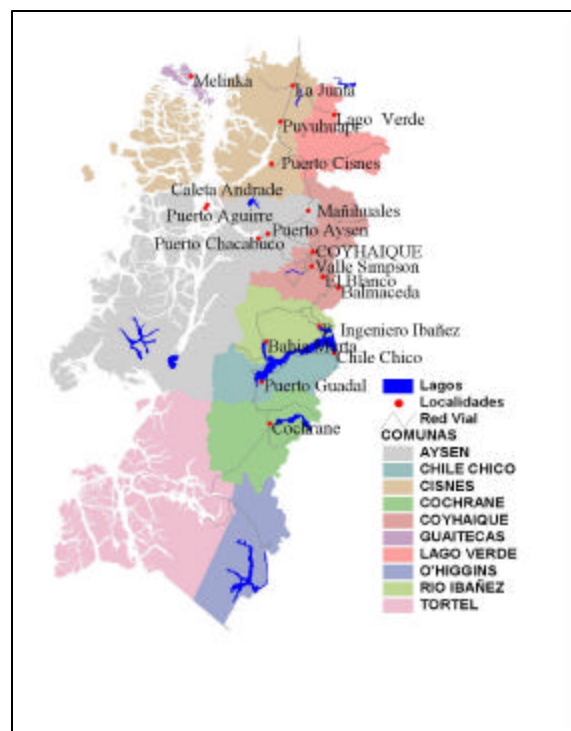 Melinka
La Junta
Lago Verde
Puyuhuapi
Puerto Cisnes
Caleta Andrade
Puerto Aguirre
Mañihuales
Puerto Aysen
Puerto Chacabuco
COYHAIQUE
Valle Simpson
El Blanco
Balmaceda
Ingeniero Ibañez
Bahia Murta
Chile Chico
Puerto Guadal
Cochrane
Lagos
Localidades
Red Vial
COMUNAS
AYSEN
CHILE CHICO
CISNES
COCHRANE
COYHAIQUE
GUAITECAS
LAGO VERDE
O'HIGGINS
RIO IBAÑEZ
TORTEL